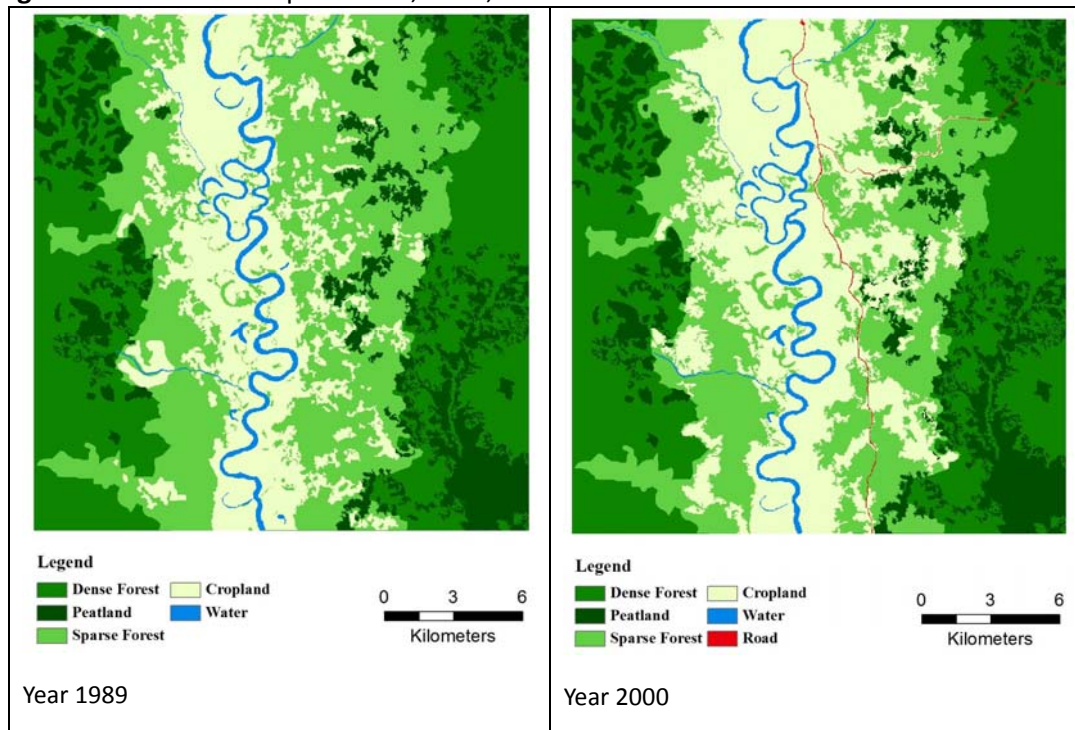 Legend
Dense Forest
Cropland
Peatland
Water
Sparse Forest
0 3 6
Kilometers
Year 1989
Legend
Dense Forest
Cropland
Peatland
Water
Sparse Forest
Road
0 3 6
Kilometers
Year 2000